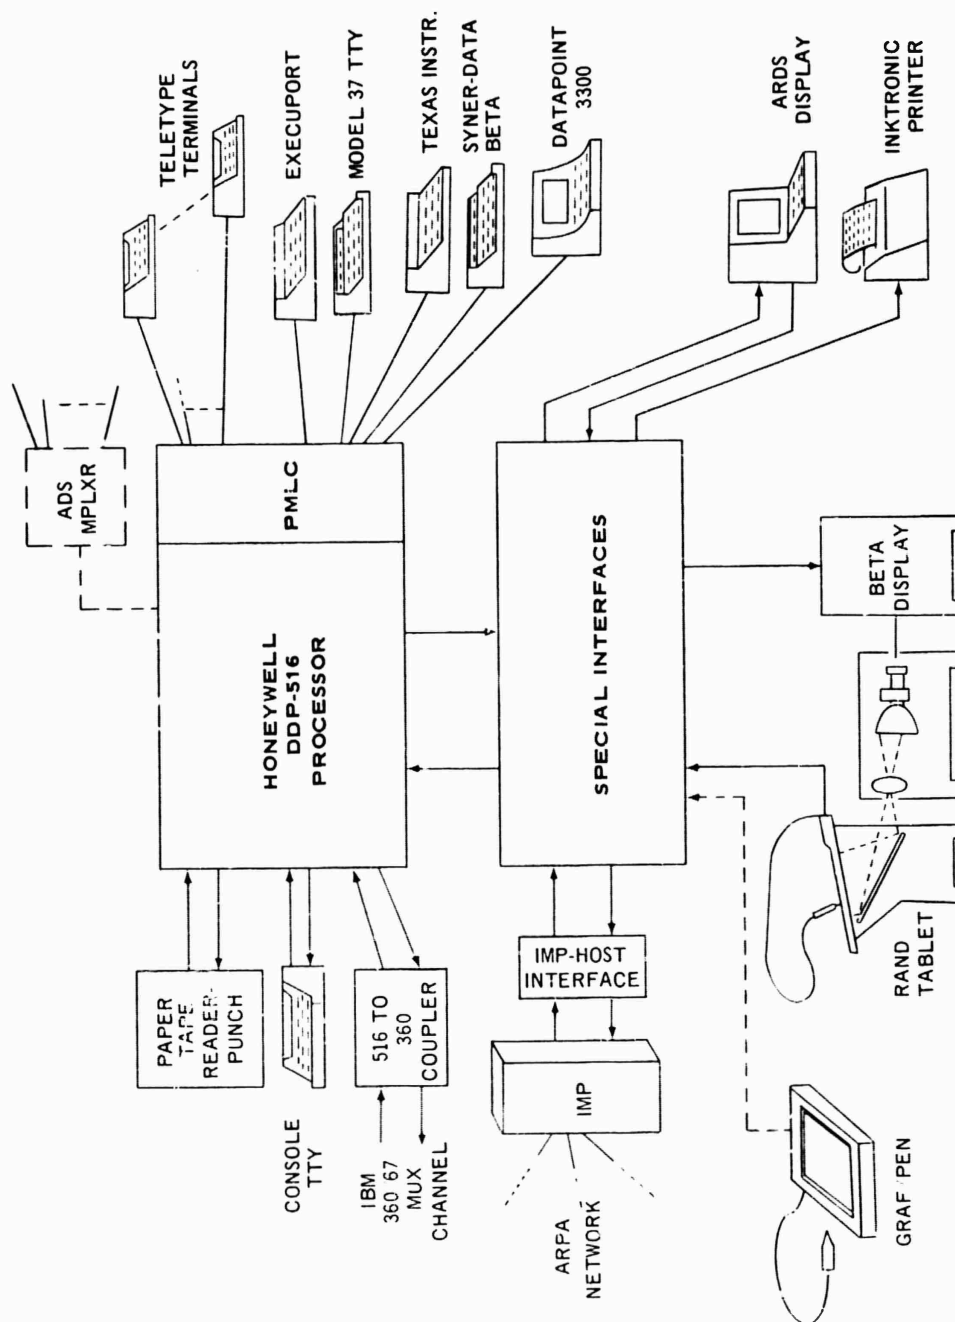 TELETYPE
TERMINALS
EXECUPORT
MODEL 37 TTY
TEXAS INSTR.
SYNER-DATA
BETA
DATAPOINT
3300
ARDS
DISPLAY
INKTRONIC
PRINTER
ADS
MPLXR
PMLC
HONEYWELL
DDP-516
PROCESSOR
SPECIAL INTERFACES
BETA
DISPLAY
PAPER
TAPE
READER-
PUNCH
CONSOLE
TTY
516 TO
360
COUPLER
IBM
360 67
MUX
CHANNEL
IMP-HOST
INTERFACE
IMP
ARPA
NETWORK
RAND
TABLET
GRAF PEN